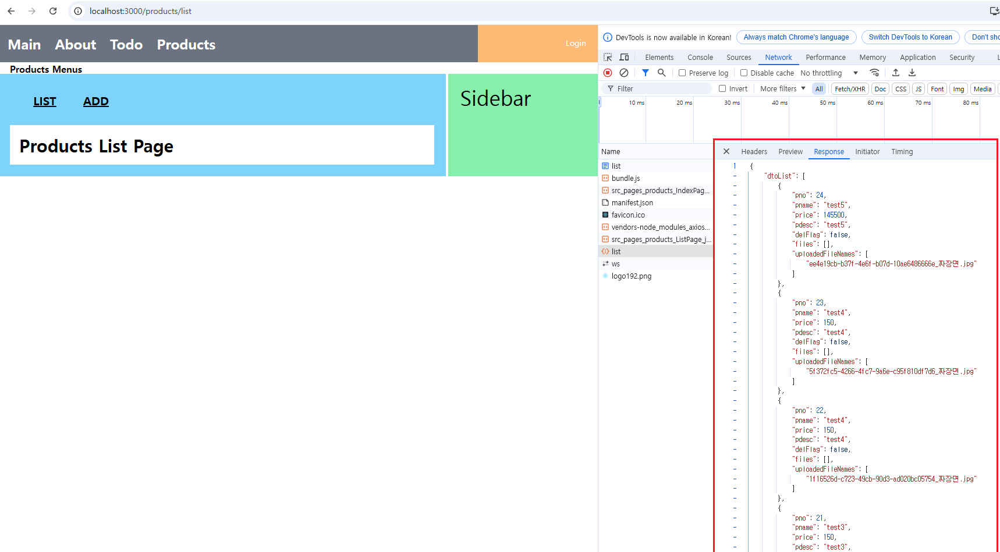 localhost:3000/products/list
Main About Todo Products
Login
Products Menus
LIST ADD
Products List Page
Sidebar
DevTools is now available in Korean! Always match Chrome's language Switch DevTools to Korean Don't sho
Elements Console Sources Network Performance Memory Application Security L
Preserve log Disable cache No throttling
Filter Invert More filters All Fetch/XHR Doc CSS JS Font Img Media
10 ms 20 ms 30 ms 40 ms 50 ms 60 ms 70 ms 80 ms
Name
list
bundle.js
src_pages_products_IndexPag...
manifest.json
favicon.ico
vendors-node_modules_axios...
src_pages_products_ListPage_j...
list
ws
logo192.png
Headers Preview Response Initiator Timing
1 {
- "dtoList": [
- {
- "pno": 24,
- "pname": "test5",
- "price": 145500,
- "pdesc": "test5",
- "delFlag": false,
- "files": [],
- "uploadedFileNames": [
- "ee4e19cb-b37f-4e6f-b07d-10ae6486666e_짜장면.jpg"
- ]
- },
- {
- "pno": 23,
- "pname": "test4",
- "price": 150,
- "pdesc": "test4",
- "delFlag": false,
- "files": [],
- "uploadedFileNames": [
- "5f372fc5-4266-4fc7-9a6e-c95f810df7d6_짜장면.jpg"
- ]
- },
- {
- "pno": 22,
- "pname": "test4",
- "price": 150,
- "pdesc": "test4",
- "delFlag": false,
- "files": [],
- "uploadedFileNames": [
- "1f16526d-c723-49cb-90d3-ad020bc05754_짜장면.jpg"
- ]
- },
- {
- "pno": 21,
- "pname": "test3",
- "price": 150,
- "pdesc": "test3",